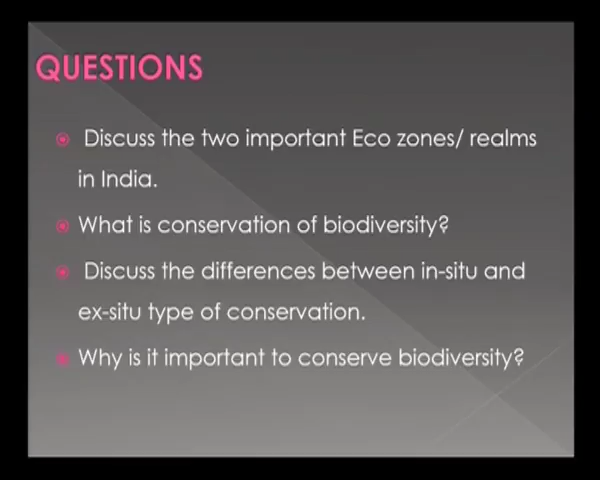 QUESTIONS
Discuss the two important Eco zones/ realms
in India.
What is conservation of biodiversity?
Discuss the differences between in-situ and
ex-situ type of conservation.
Why is it important to conserve biodiversity?